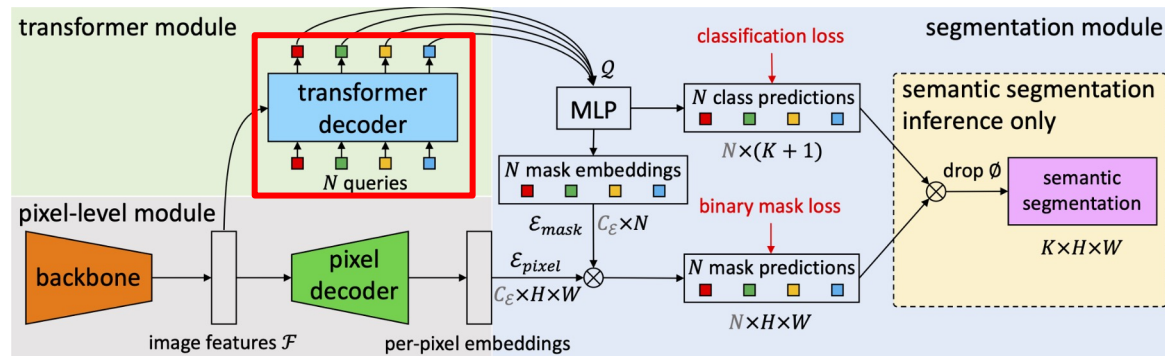 transformer module
segmentation module
classification loss
𝒬
transformer
decoder
MLP
N class predictions
semantic segmentation
inference only
N×(K + 1)
N queries
N mask embeddings
drop ∅
semantic
segmentation
pixel-level module
binary mask loss
ℰmask
Cℰ×N
K×H×W
backbone
pixel
decoder
ℰpixel
N mask predictions
Cℰ×H×W
N×H×W
image features ℱ
per-pixel embeddings